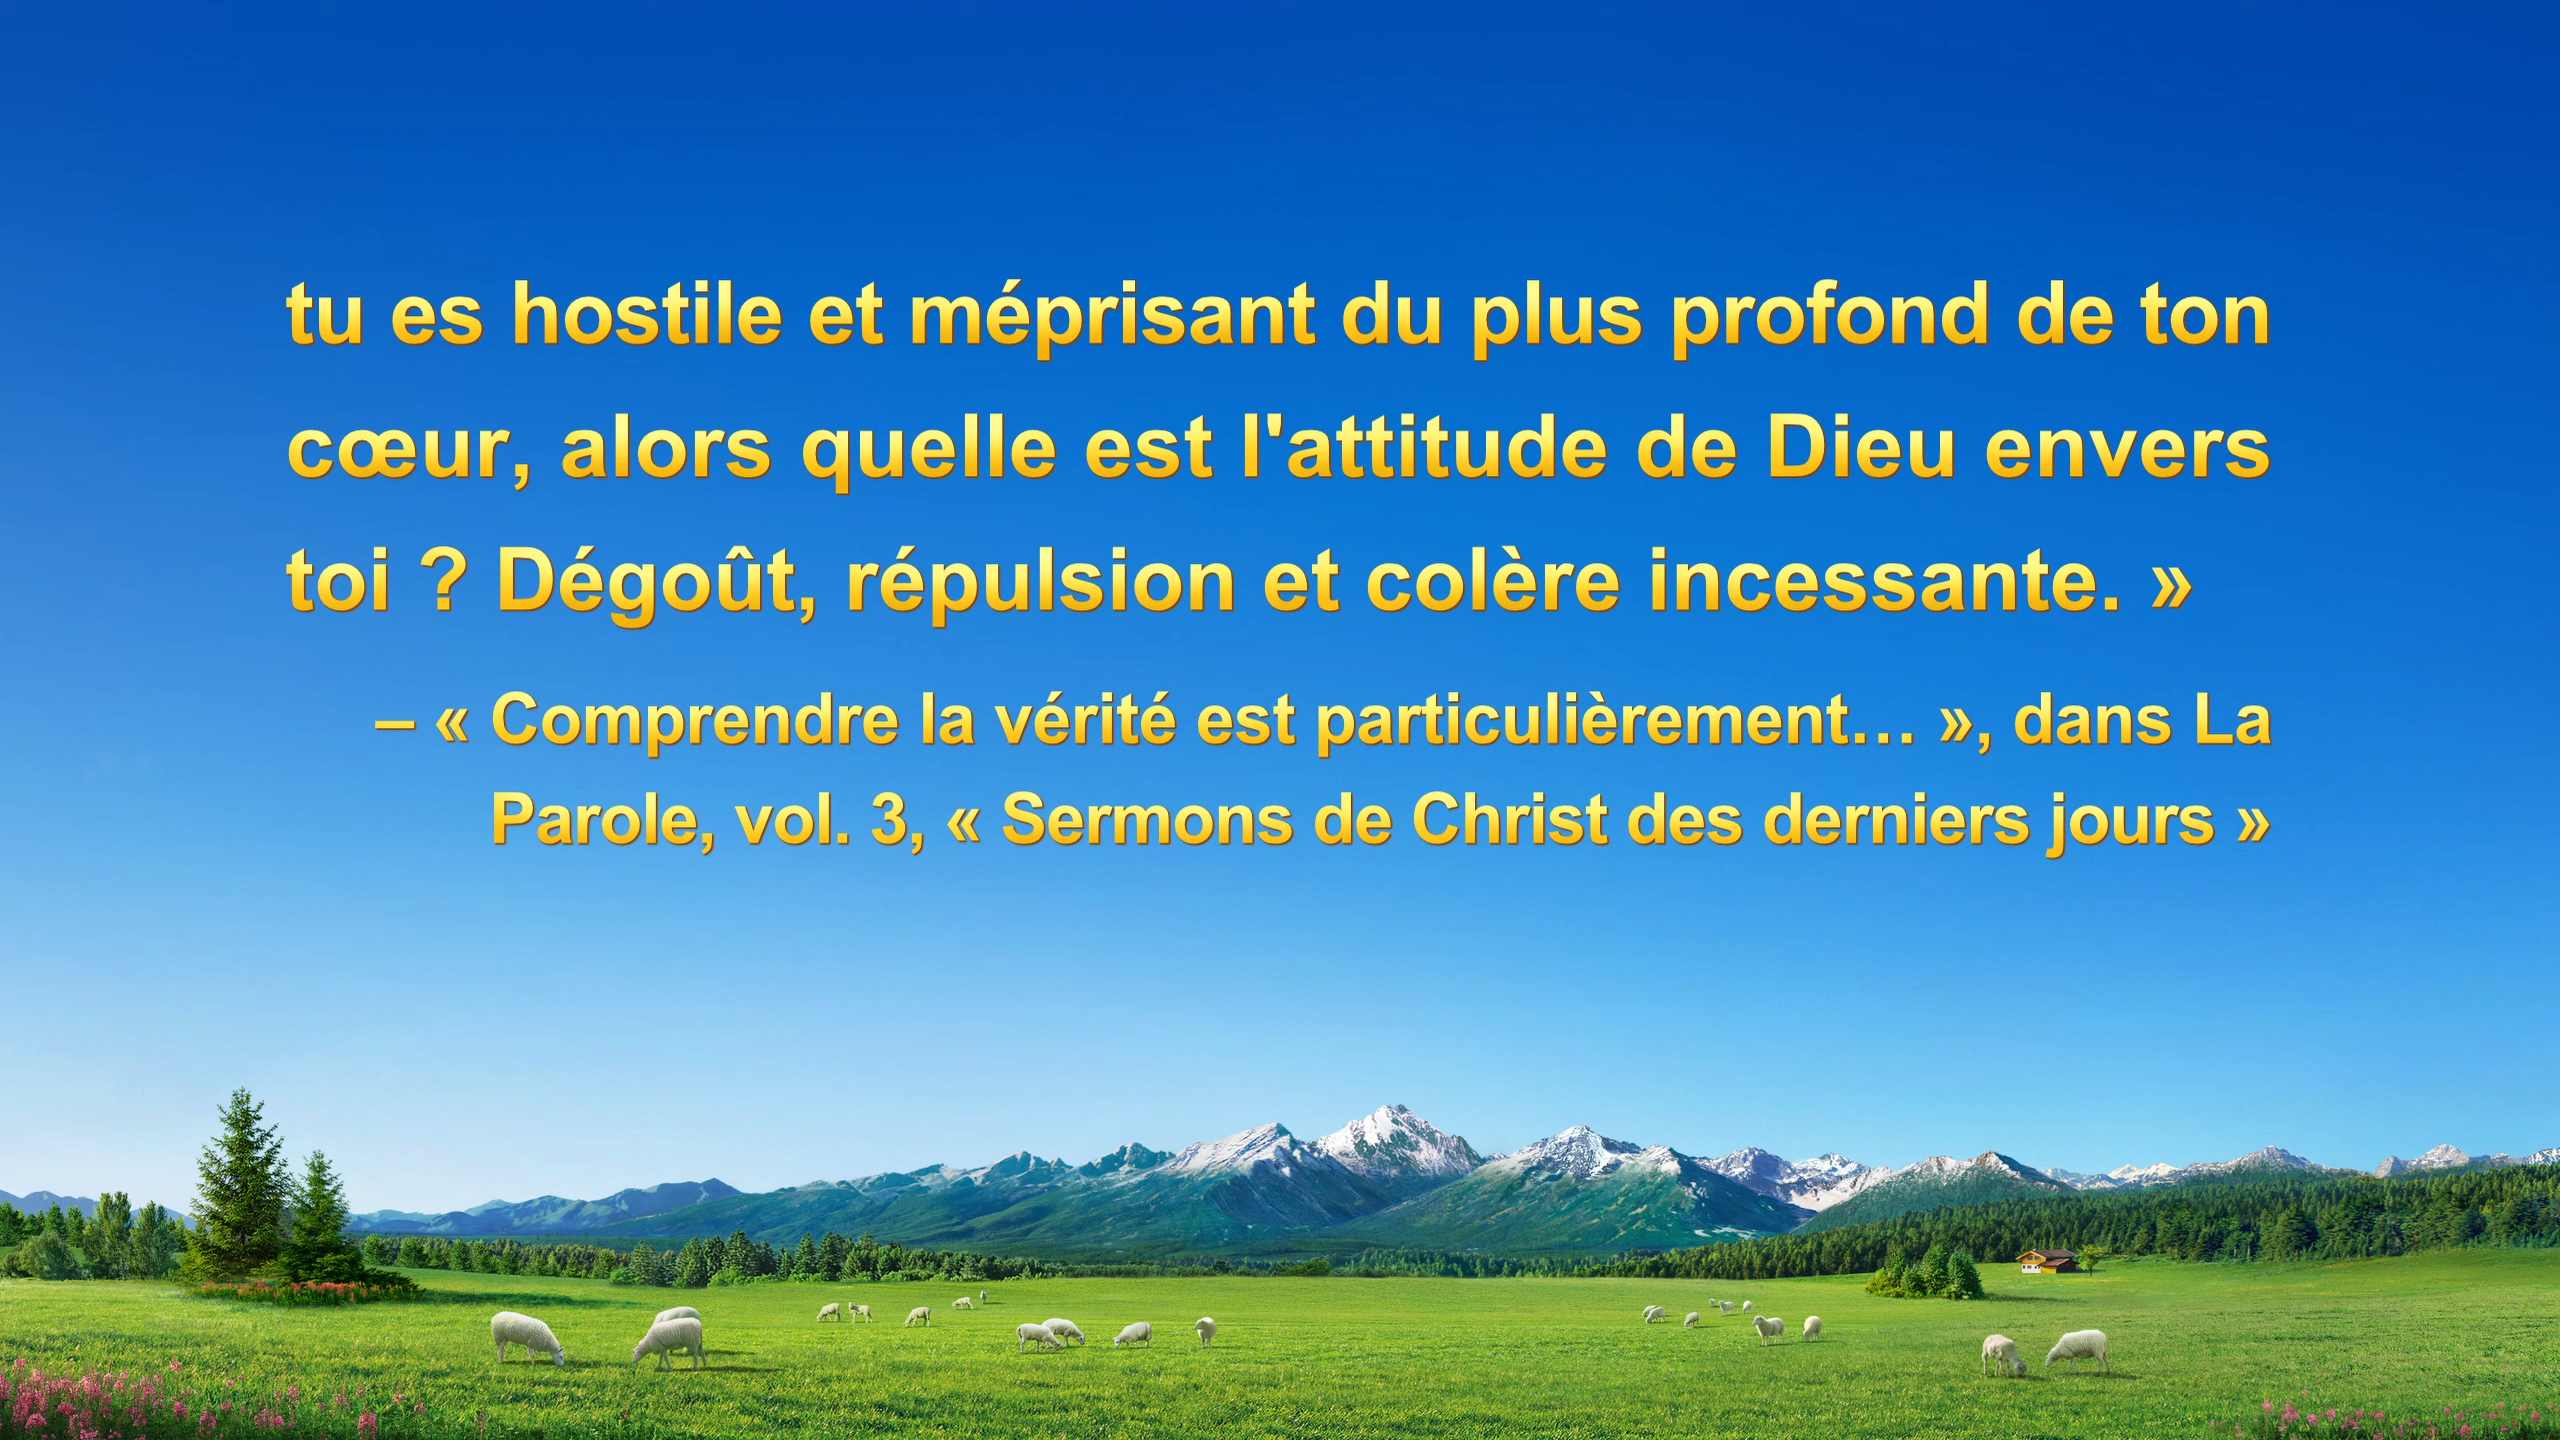 tu es hostile et méprisant du plus profond de ton
cœur, alors quelle est l'attitude de Dieu envers
toi ? Dégoût, répulsion et colère incessante. »
– « Comprendre la vérité est particulièrement… », dans La
Parole, vol. 3, « Sermons de Christ des derniers jours »